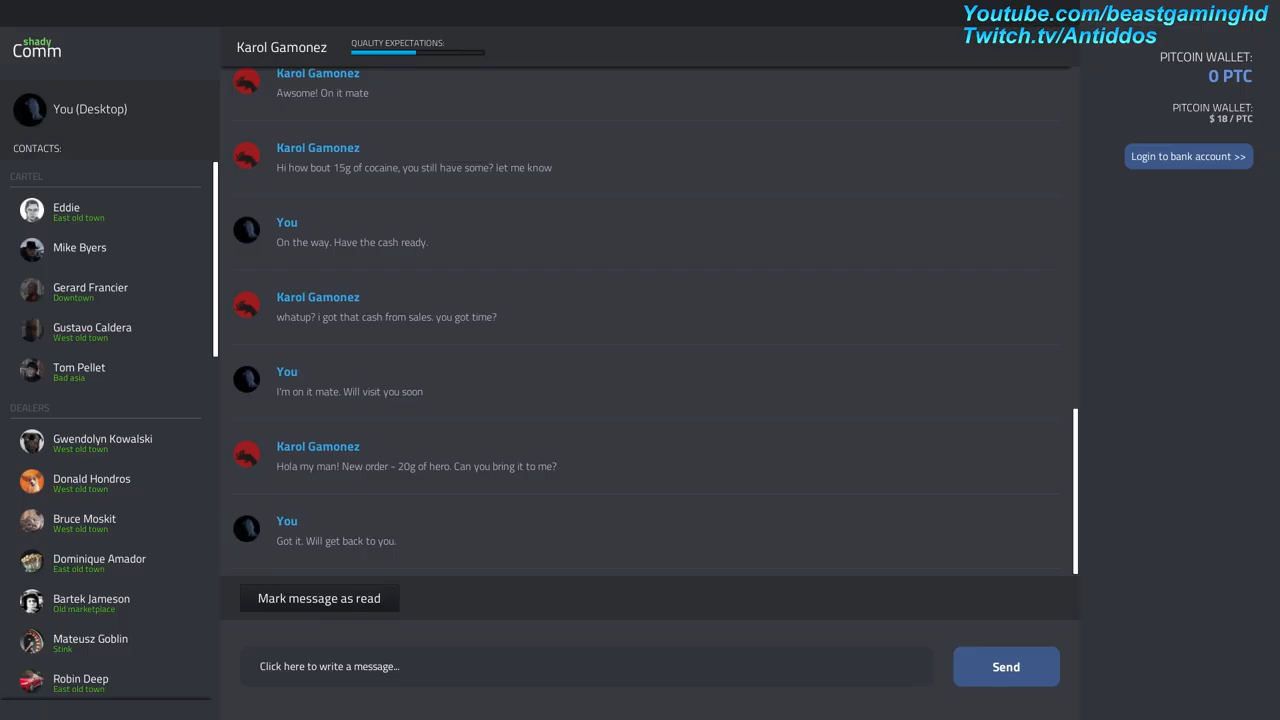 Youtube.com/beastgaminghd
Twitch.tv/Antiddos
shady
Comm
Karol Gamonez
QUALITY EXPECTATIONS:
PITCOIN WALLET:
0 PTC
PITCOIN WALLET:
$ 18 / PTC
Login to bank account >>
You (Desktop)
CONTACTS:
CARTEL
Eddie
East old town
Mike Byers
Gerard Francier
Downtown
Gustavo Caldera
West old town
Tom Pellet
Bad asia
DEALERS
Gwendolyn Kowalski
West old town
Donald Hondros
West old town
Bruce Moskit
West old town
Dominique Amador
East old town
Bartek Jameson
Old marketplace
Mateusz Goblin
Stink
Robin Deep
East old town
Karol Gamonez
Awsome! On it mate
Karol Gamonez
Hi how bout 15g of cocaine, you still have some? let me know
You
On the way. Have the cash ready.
Karol Gamonez
whatup? i got that cash from sales. you got time?
You
I'm on it mate. Will visit you soon
Karol Gamonez
Hola my man! New order - 20g of hero. Can you bring it to me?
You
Got it. Will get back to you.
Mark message as read
Click here to write a message...
Send